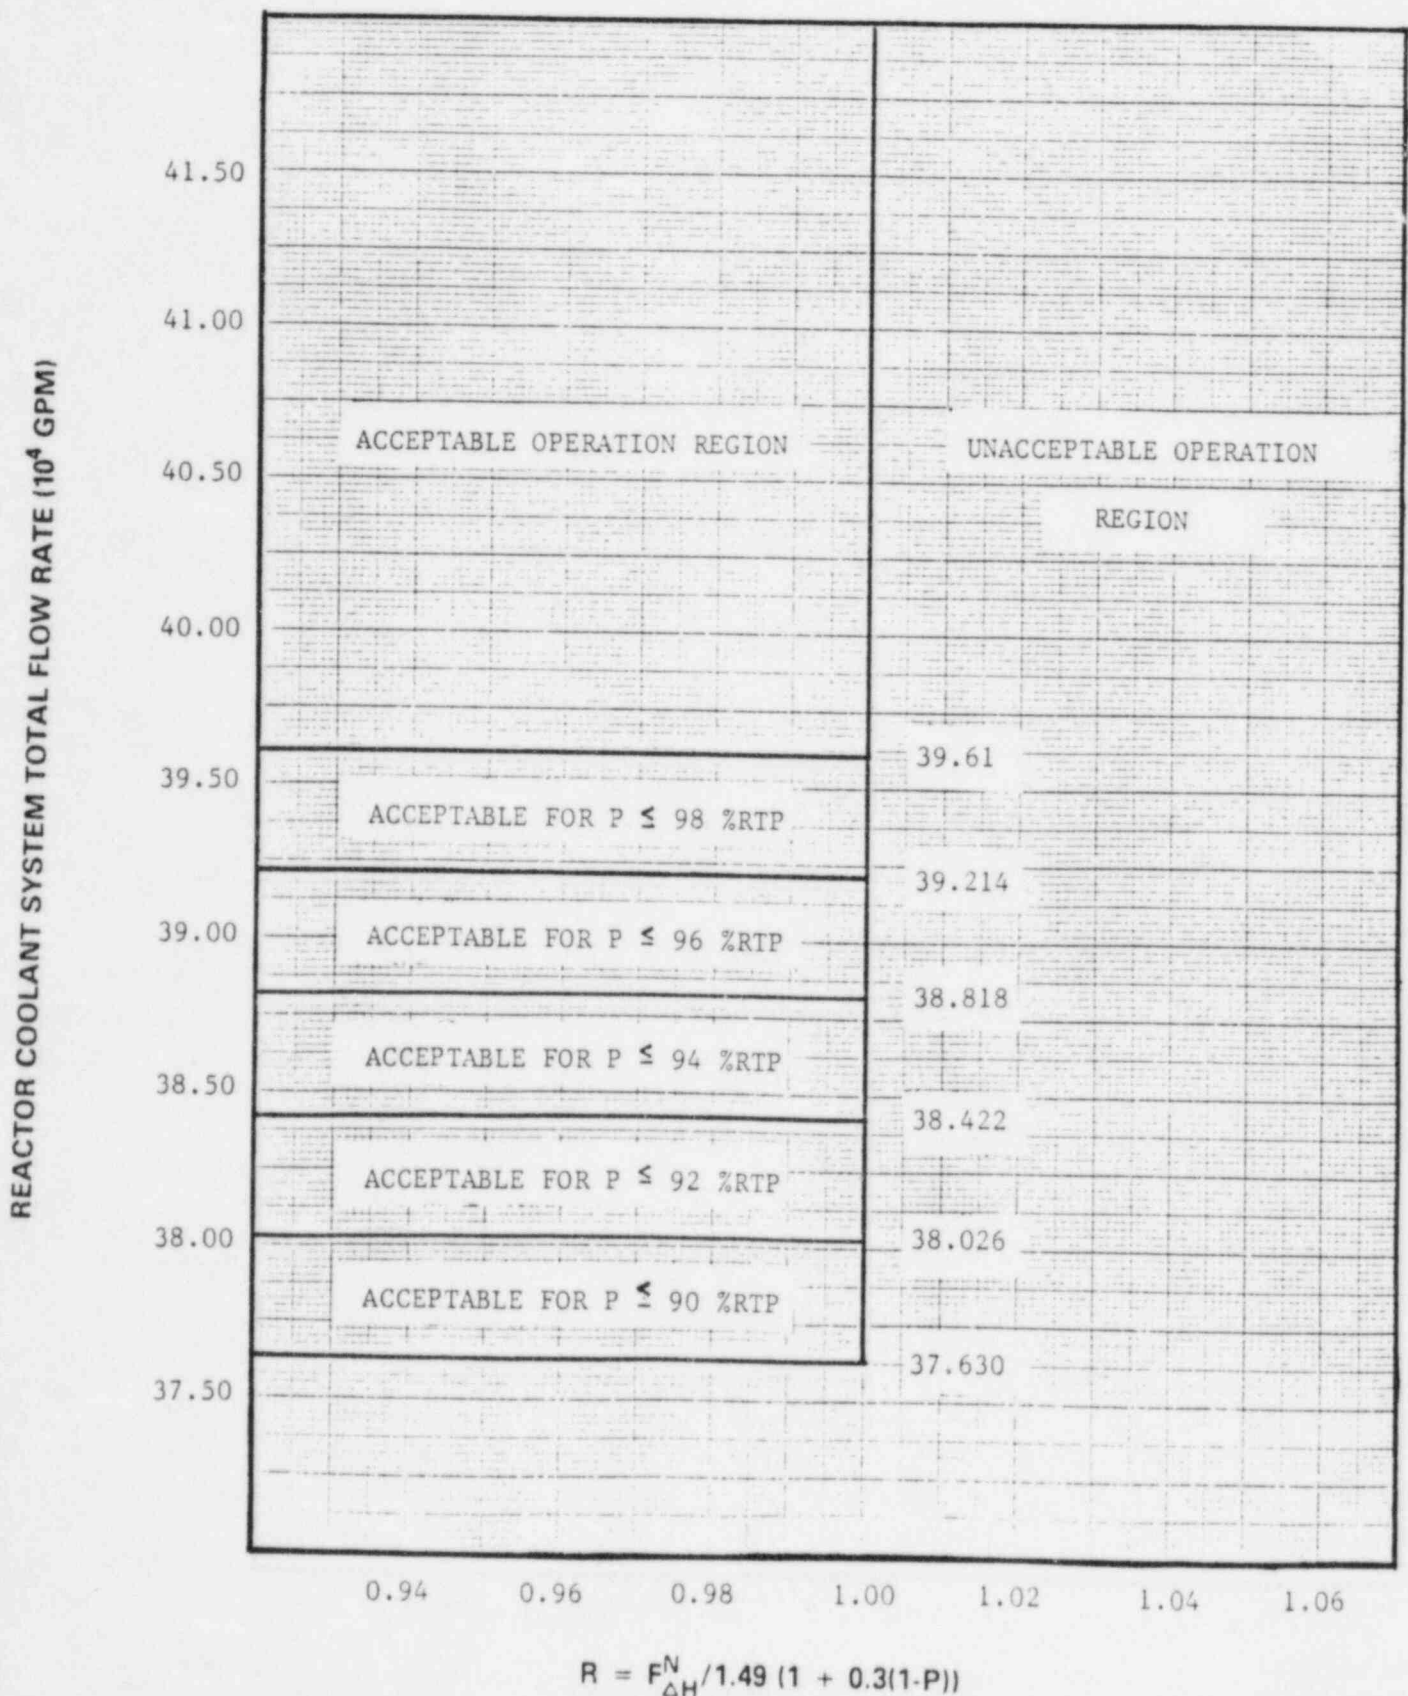 REACTOR COOLANT SYSTEM TOTAL FLOW RATE (10⁴ GPM)
41.50
41.00
40.50
40.00
39.50
39.00
38.50
38.00
37.50
ACCEPTABLE OPERATION REGION
UNACCEPTABLE OPERATION
REGION
39.61
ACCEPTABLE FOR P ≤ 98 %RTP
39.214
ACCEPTABLE FOR P ≤ 96 %RTP
38.818
ACCEPTABLE FOR P ≤ 94 %RTP
38.422
ACCEPTABLE FOR P ≤ 92 %RTP
38.026
ACCEPTABLE FOR P ≤ 90 %RTP
37.630
0.94 0.96 0.98 1.00 1.02 1.04 1.06
R = F^N_ΔH/1.49 (1 + 0.3(1-P))